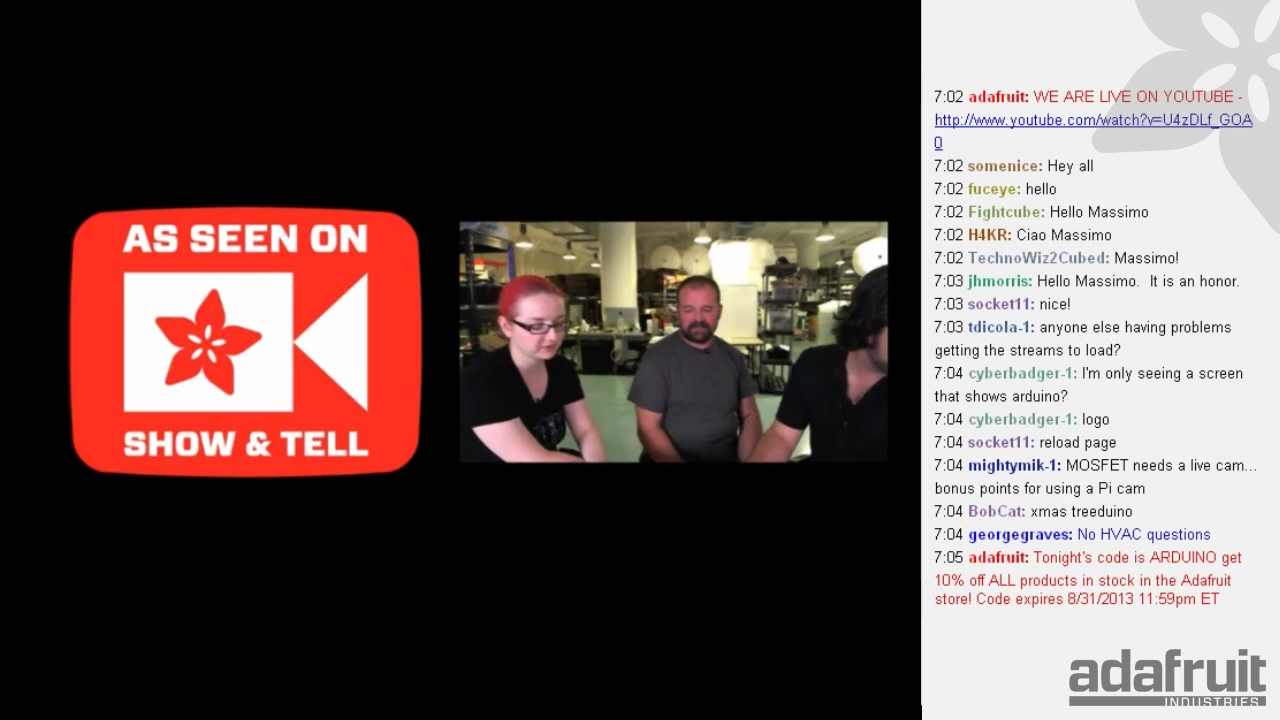 AS SEEN ON
SHOW & TELL
7:02 adafruit: WE ARE LIVE ON YOUTUBE -
http://www.youtube.com/watch?v=U4zDLf_GOA
0
7:02 somenice: Hey all
7:02 fuceye: hello
7:02 Fightcube: Hello Massimo
7:02 H4KR: Ciao Massimo
7:02 TechnoWiz2Cubed: Massimo!
7:03 jhmorris: Hello Massimo. It is an honor.
7:03 socket11: nice!
7:03 tdicola-1: anyone else having problems
getting the streams to load?
7:04 cyberbadger-1: I'm only seeing a screen
that shows arduino?
7:04 cyberbadger-1: logo
7:04 socket11: reload page
7:04 mightymik-1: MOSFET needs a live cam...
bonus points for using a Pi cam
7:04 BobCat: xmas treeduino
7:04 georgegraves: No HVAC questions
7:05 adafruit: Tonight's code is ARDUINO get
10% off ALL products in stock in the Adafruit
store! Code expires 8/31/2013 11:59pm ET
adafruit
INDUSTRIES